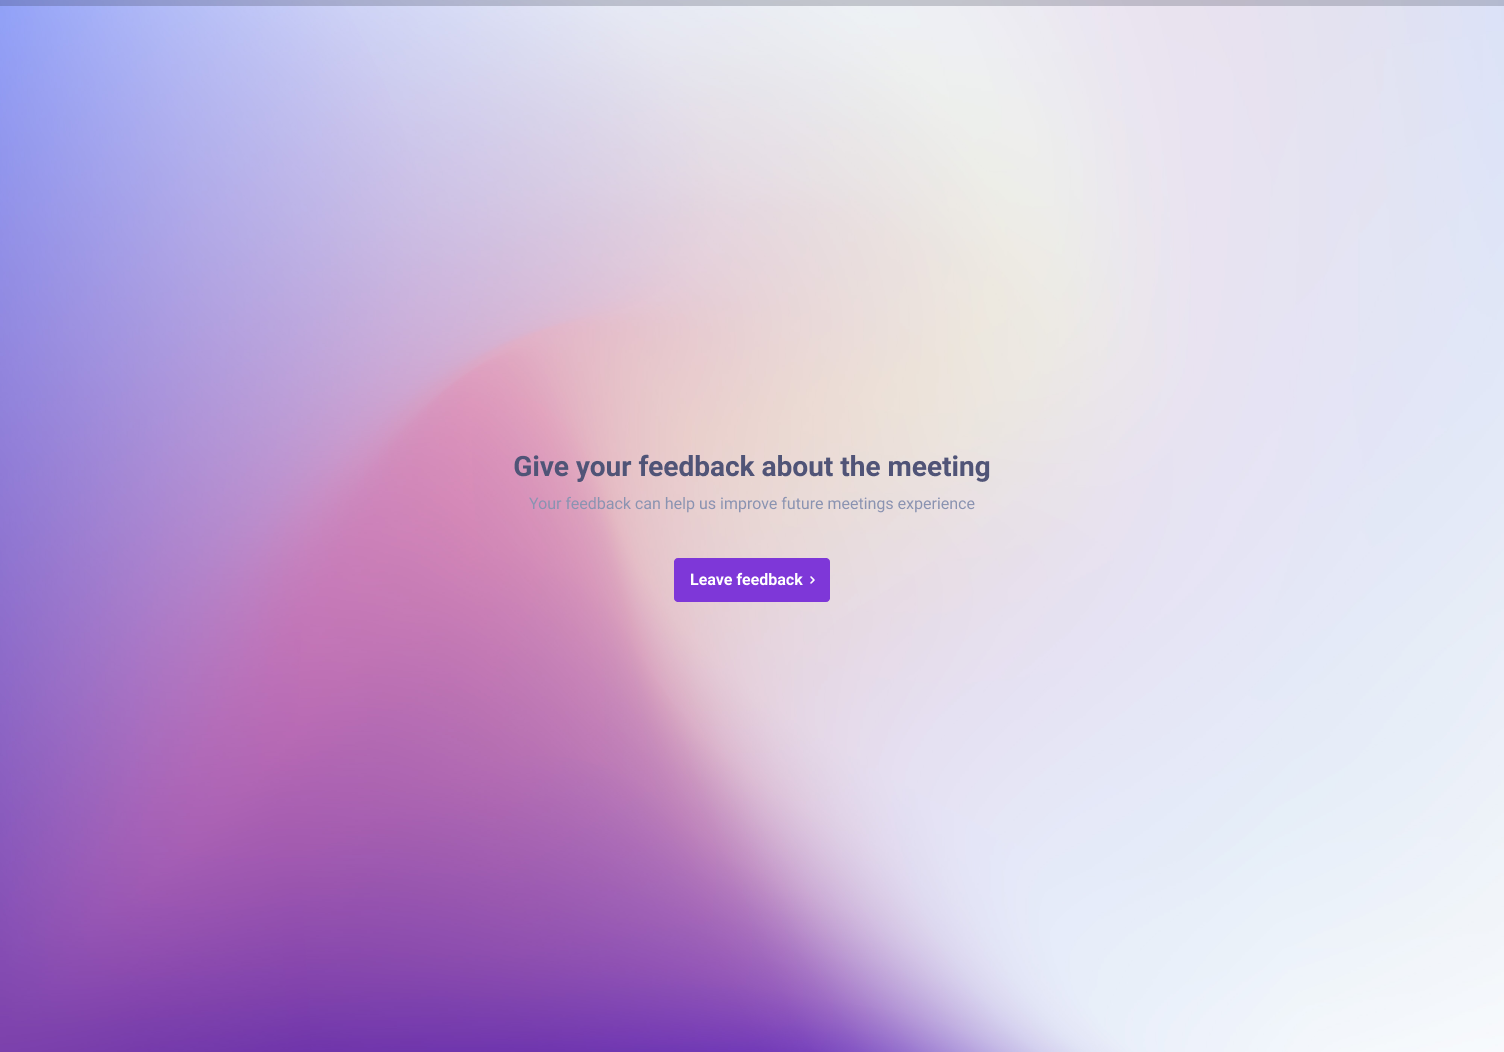 Give your feedback about the meeting
Your feedback can help us improve future meetings experience
Leave feedback